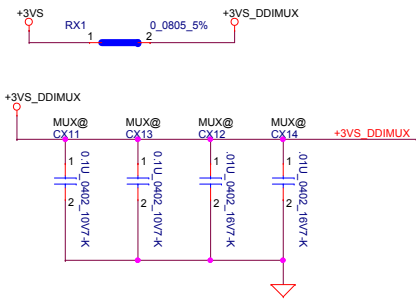 +3VS
RX1
0_0805_5%
+3VS_DDIMUX
1
2
+3VS_DDIMUX
MUX@
CX11
MUX@
CX13
MUX@
CX12
MUX@
CX14
+3VS_DDIMUX
1
2
0.1U_0402_10V7-K
1
2
0.1U_0402_10V7-K
1
2
.01U_0402_16V7-K
1
2
.01U_0402_16V7-K